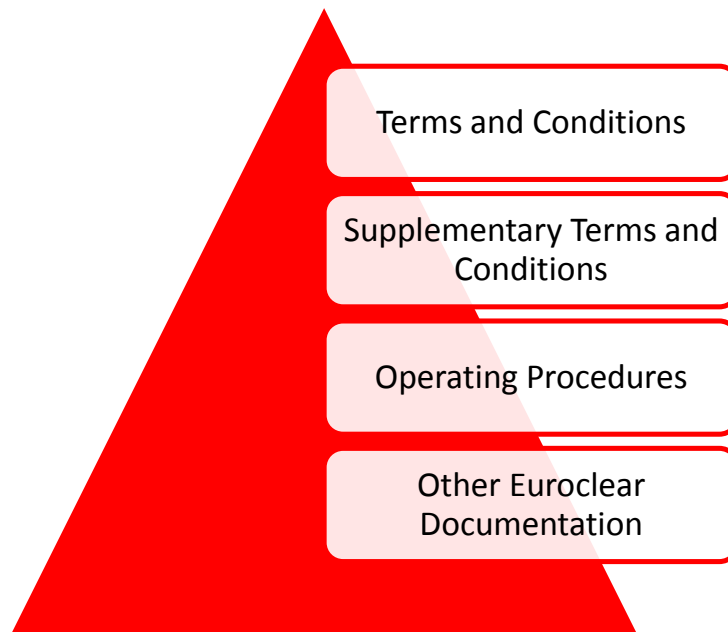 Terms and Conditions
Supplementary Terms and
Conditions
Operating Procedures
Other Euroclear
Documentation